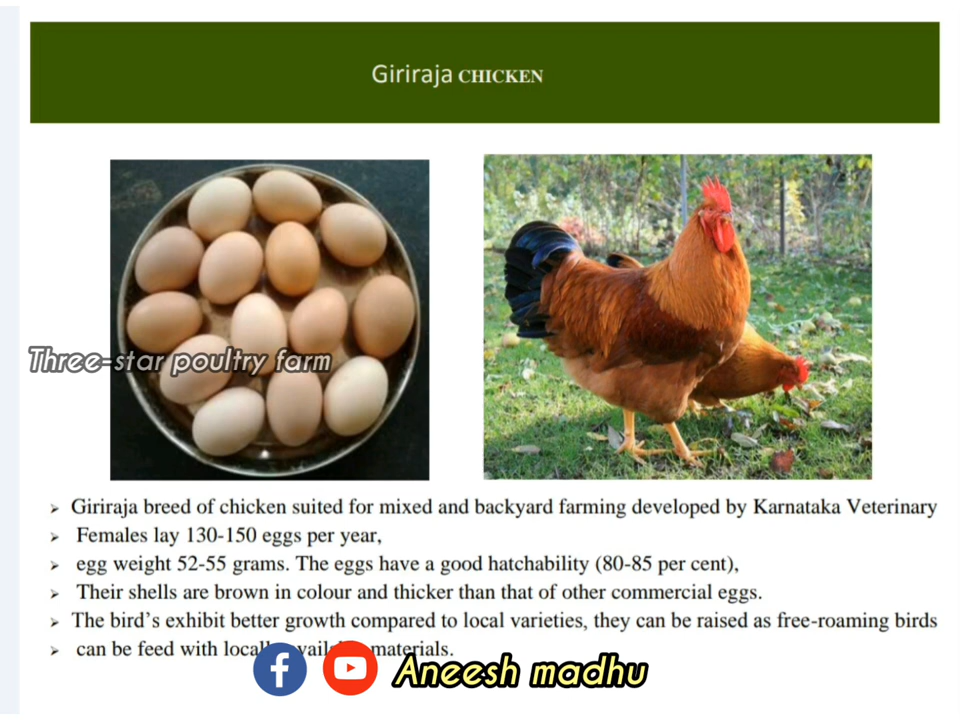 Giriraja CHICKEN
Three-star poultry farm
➢ Giriraja breed of chicken suited for mixed and backyard farming developed by Karnataka Veterinary
➢ Females lay 130-150 eggs per year,
➢ egg weight 52-55 grams. The eggs have a good hatchability (80-85 per cent),
➢ Their shells are brown in colour and thicker than that of other commercial eggs.
➢ The bird’s exhibit better growth compared to local varieties, they can be raised as free-roaming birds
➢ can be feed with materials.
Aneesh madhu